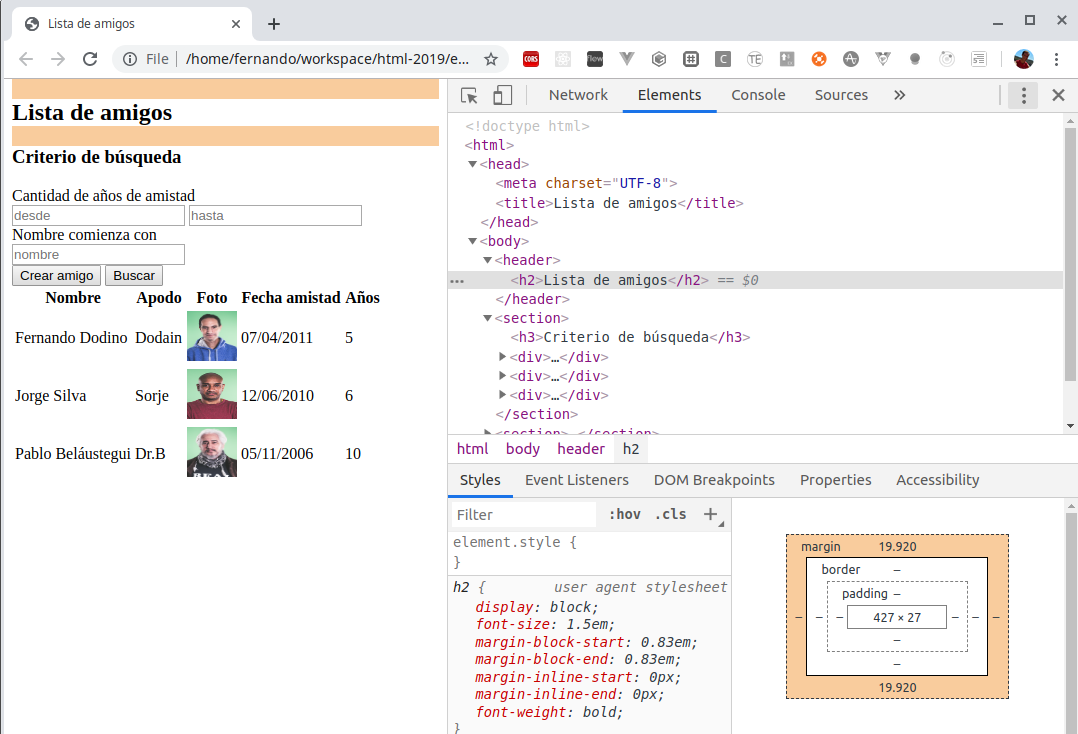 Lista de amigos
File /home/fernando/workspace/html-2019/e...
CORS flow TE
Lista de amigos
Criterio de búsqueda
Cantidad de años de amistad
desde hasta
Nombre comienza con
nombre
Crear amigo Buscar
Nombre Apodo Foto Fecha amistad Años
Fernando Dodino Dodain 07/04/2011 5
Jorge Silva Sorje 12/06/2010 6
Pablo Beláustegui Dr.B 05/11/2006 10
Network Elements Console Sources »
<!doctype html>
<html>
<head>
<meta charset="UTF-8">
<title>Lista de amigos</title>
</head>
<body>
<header>
… <h2>Lista de amigos</h2> == $0
</header>
<section>
<h3>Criterio de búsqueda</h3>
<div>…</div>
<div>…</div>
<div>…</div>
</section>
<section>…</section>
html body header h2
Styles Event Listeners DOM Breakpoints Properties Accessibility
Filter :hov .cls +
element.style {
}
h2 { user agent stylesheet
display: block;
font-size: 1.5em;
margin-block-start: 0.83em;
margin-block-end: 0.83em;
margin-inline-start: 0px;
margin-inline-end: 0px;
font-weight: bold;
}
margin 19.920
border –
padding –
– – – 427 × 27 – – –
–
–
19.920